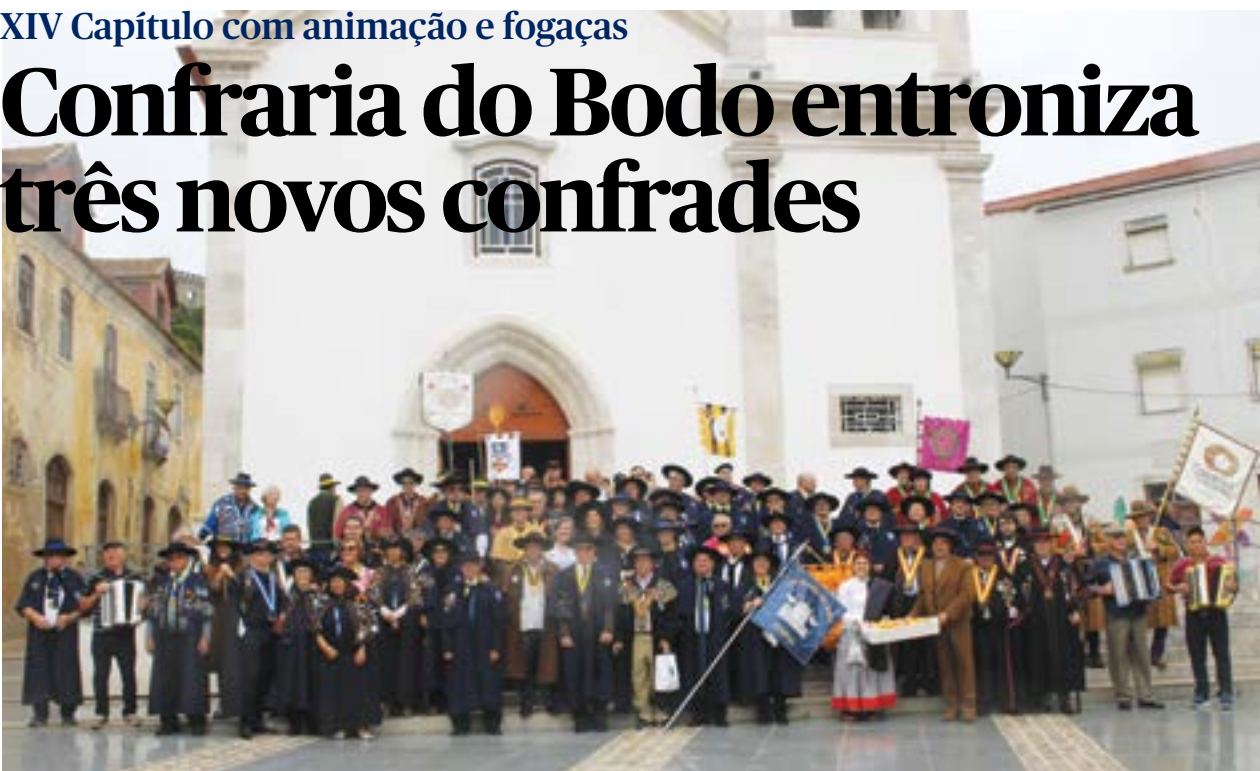 XIV Capítulo com animação e fogaças
Confraria do Bodo entroniza
três novos confrades